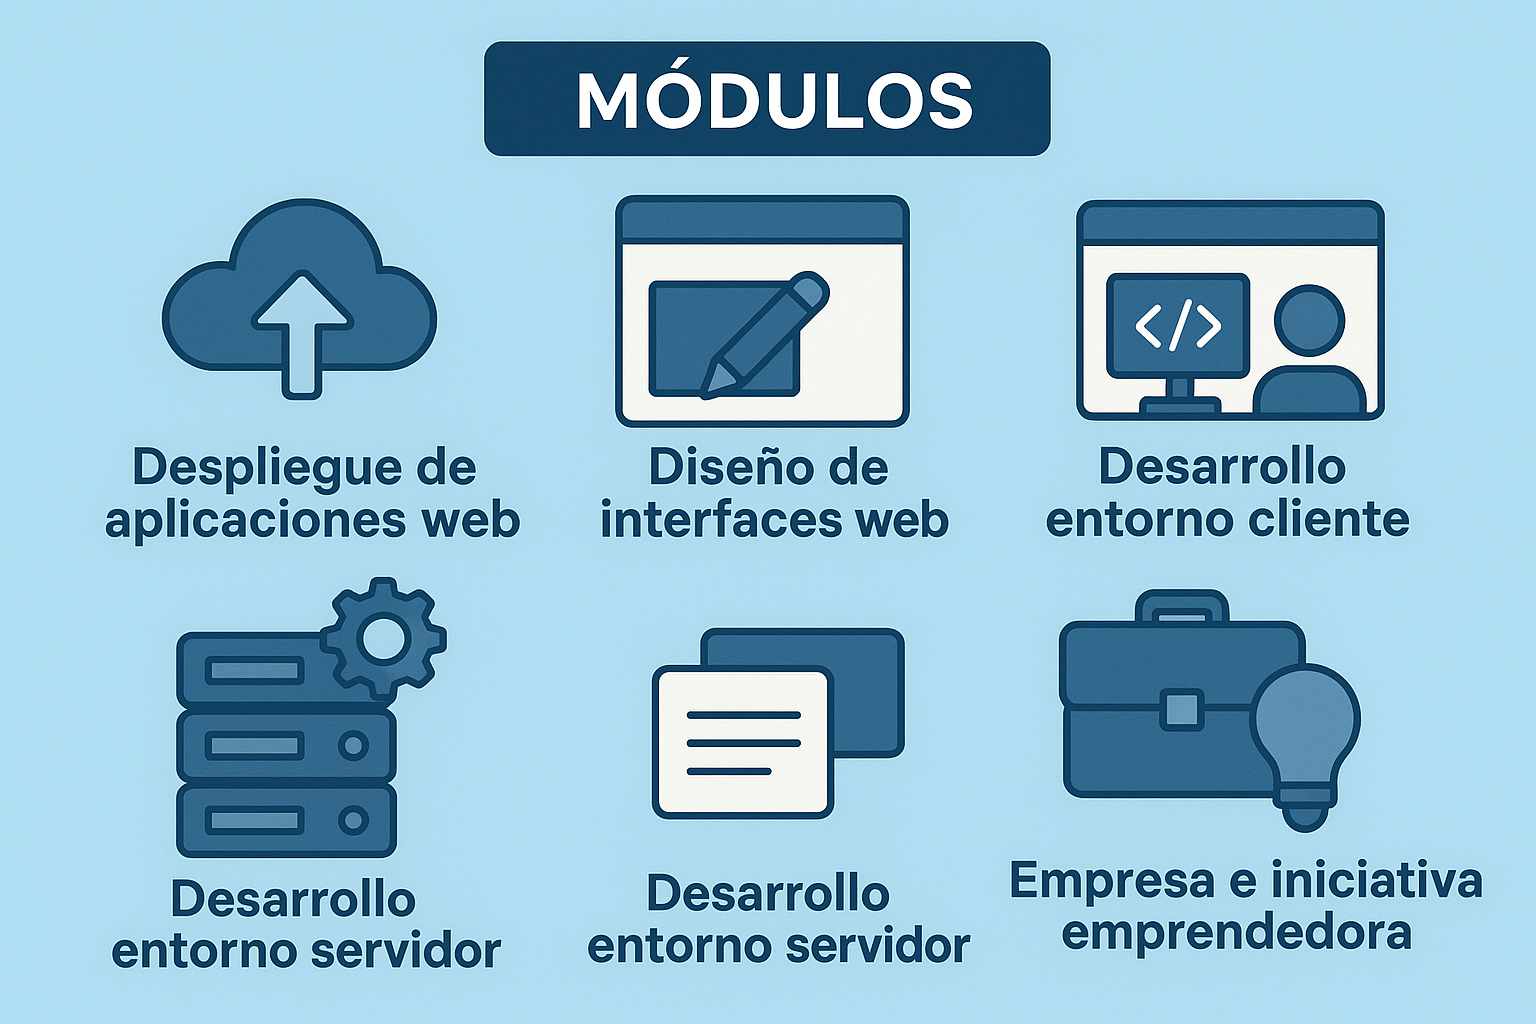 MÓDULOS
Despliegue de
aplicaciones web
Diseño de
interfaces web
</>
Desarrollo
entorno cliente
Desarrollo
entorno servidor
Desarrollo
entorno servidor
Empresa e iniciativa
emprendedora